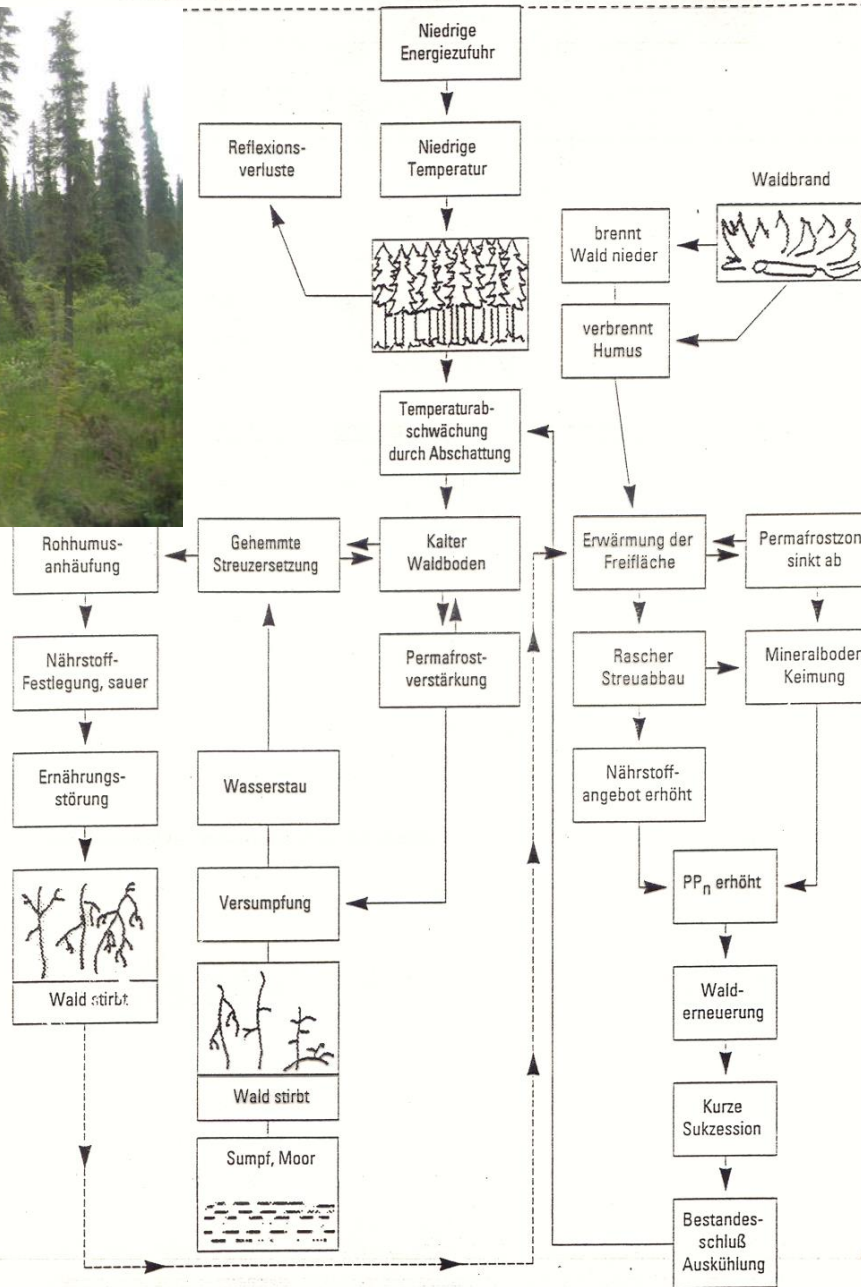 Niedrige
Energiezufuhr
Reflexions-
verluste
Niedrige
Temperatur
Waldbrand
brennt
Wald nieder
verbrennt
Humus
Temperaturab-
schwächung
durch Abschattung
Rohhumus-
anhäufung
Gehemmte
Streuzersetzung
Kalter
Waldboden
Erwärmung der
Freifläche
Permafrostzon
sinkt ab
Nährstoff-
Festlegung, sauer
Permafrost-
verstärkung
Rascher
Streuabbau
Mineralboden
Keimung
Ernährungs-
störung
Wasserstau
Nährstoff-
angebot erhöht
Versumpfung
PPn erhöht
Wald stirbt
Wald-
erneuerung
Wald stirbt
Kurze
Sukzession
Sumpf, Moor
Bestandes-
schluß
Auskühlung